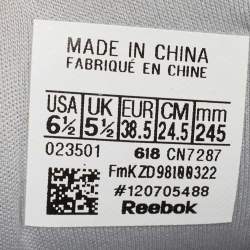 MADE IN CHINA
FABRIQUÉ EN CHINE
USA UK EUR CM mm
6½ 5½ 38.5 24.5 245
023501 618 CN7287
FmKZD98100322
#120705488
Reebok